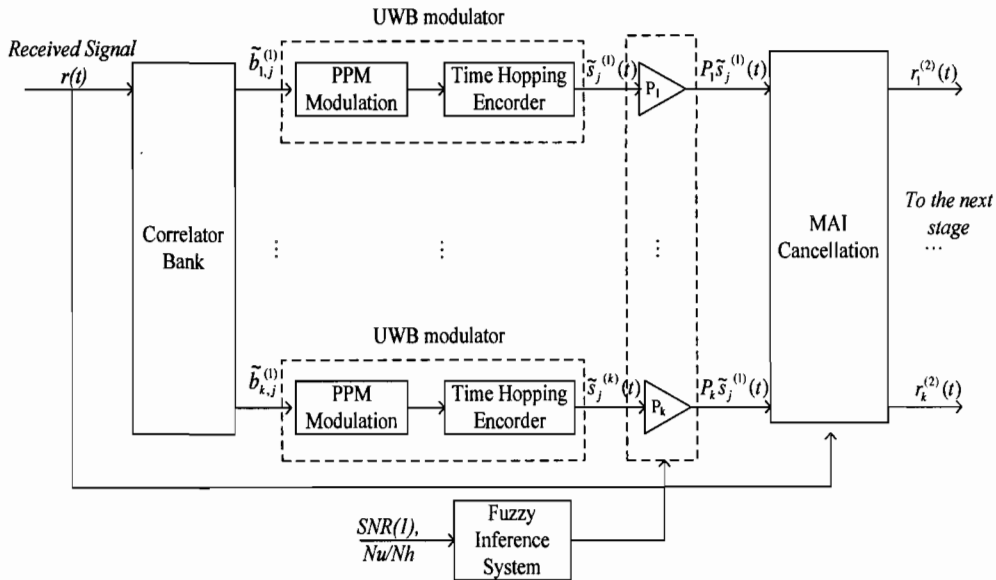 UWB modulator
Received Signal
r(t)
b̃₁,ⱼ⁽¹⁾
PPM
Modulation
Time Hopping
Encorder
s̃ⱼ⁽¹⁾(t)
P₁
P₁s̃ⱼ⁽¹⁾(t)
r₁⁽²⁾(t)
Correlator
Bank
⋮
⋮
⋮
MAI
Cancellation
To the next
stage
...
UWB modulator
b̃ₖ,ⱼ⁽¹⁾
PPM
Modulation
Time Hopping
Encorder
s̃ⱼ⁽ᵏ⁾(t)
Pₖ
Pₖs̃ⱼ⁽¹⁾(t)
rₖ⁽²⁾(t)
SNR(1),
Nu/Nh
Fuzzy
Inference
System